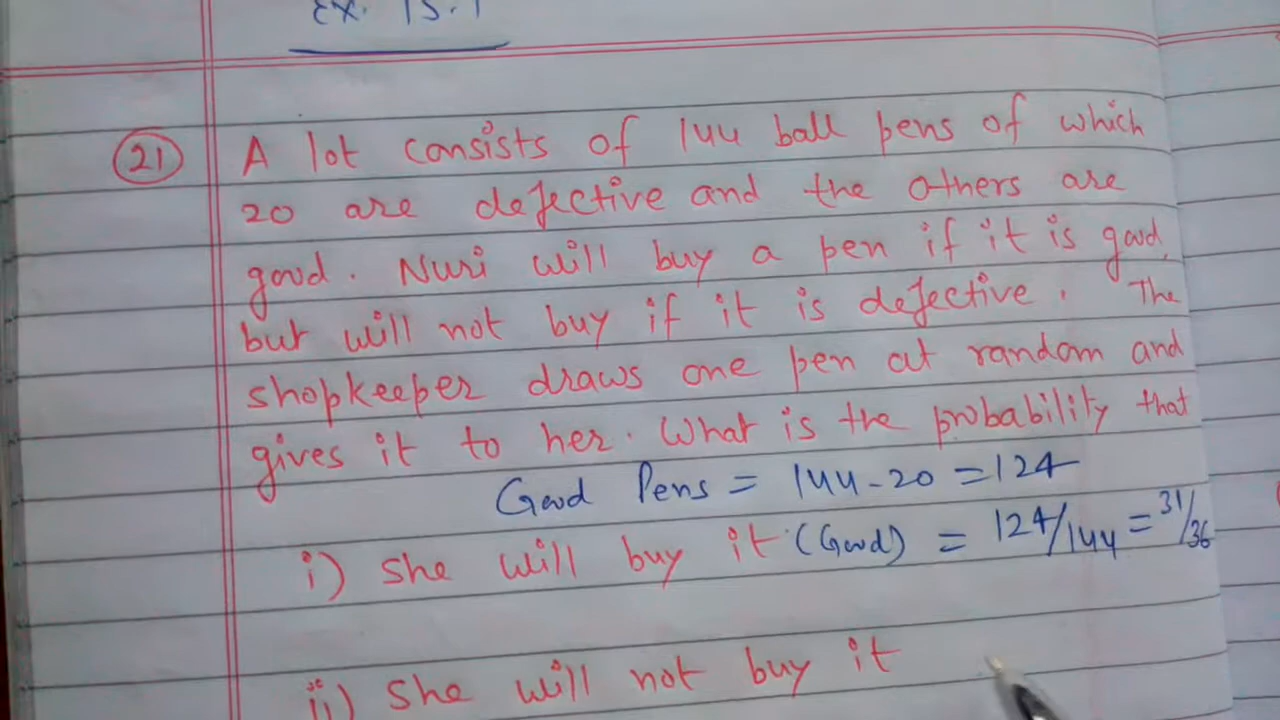 Ex. 15.1
21 A lot consists of 144 ball pens of which
20 are defective and the others are
good. Nuri will buy a pen if it is good,
but will not buy if it is defective. The
shopkeeper draws one pen at random and
gives it to her. What is the probability that
Good Pens = 144-20 = 124
i) She will buy it (Good) = 124/144 = 31/36
ii) She will not buy it